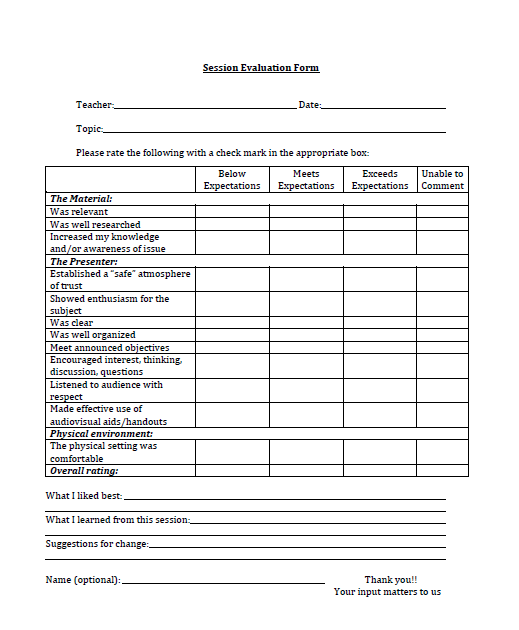 Session Evaluation Form
Teacher: Date:
Topic:
Please rate the following with a check mark in the appropriate box:
Below Expectations Meets Expectations Exceeds Expectations Unable to Comment
The Material:
Was relevant
Was well researched
Increased my knowledge
and/or awareness of issue
The Presenter:
Established a "safe" atmosphere
of trust
Showed enthusiasm for the
subject
Was clear
Was well organized
Meet announced objectives
Encouraged interest, thinking,
discussion, questions
Listened to audience with
respect
Made effective use of
audiovisual aids/handouts
Physical environment:
The physical setting was
comfortable
Overall rating:
What I liked best:
What I learned from this session:
Suggestions for change:
Name (optional): Thank you!!
Your input matters to us